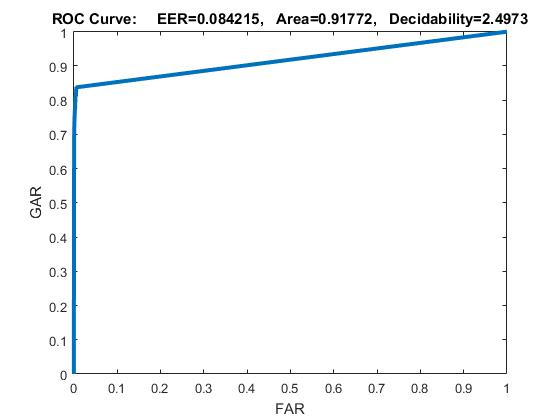 ROC Curve: EER=0.084215, Area=0.91772, Decidability=2.4973
1
0.9
0.8
0.7
0.6
0.5
0.4
0.3
0.2
0.1
0
GAR
0 0.1 0.2 0.3 0.4 0.5 0.6 0.7 0.8 0.9 1
FAR